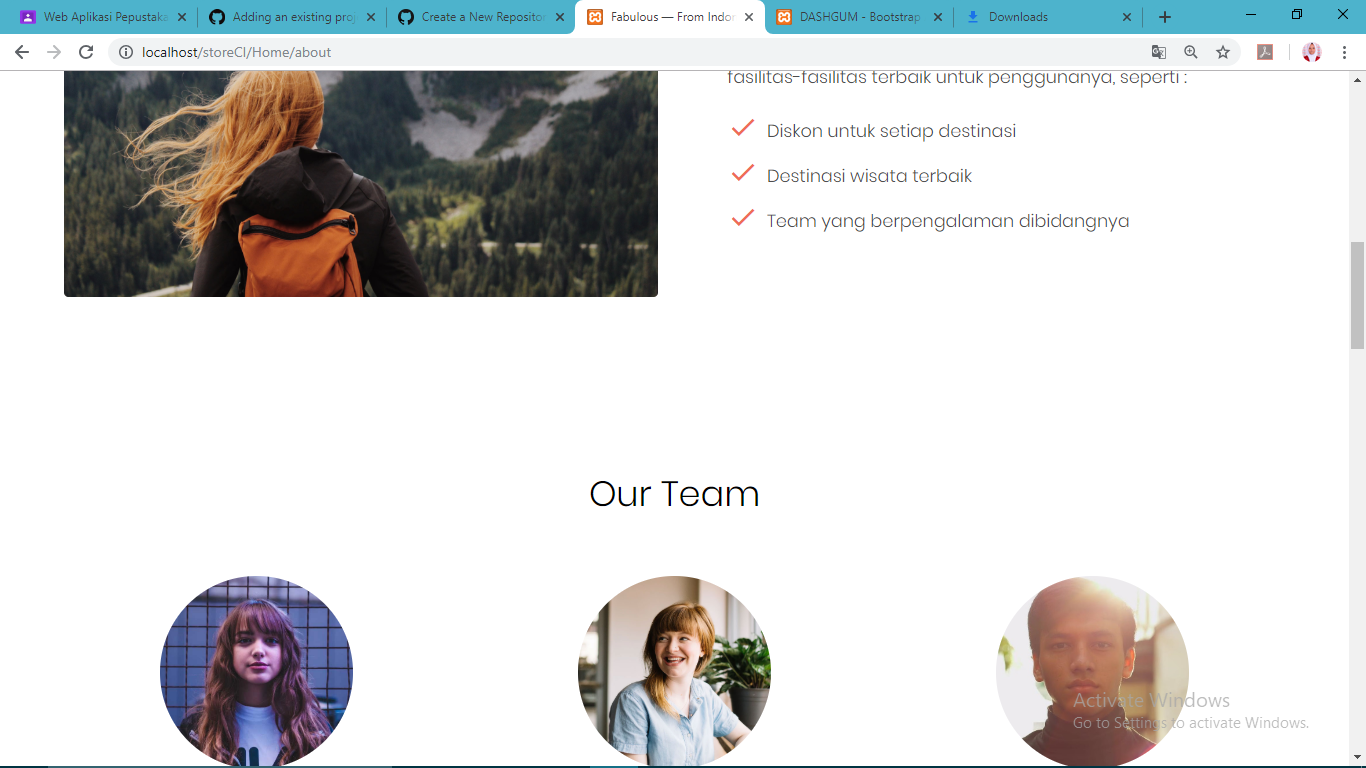 Web Aplikasi Pepustaka
Adding an existing proj
Create a New Repositor
Fabulous — From Indon
DASHGUM - Bootstrap
Downloads
localhost/storeCI/Home/about
fasilitas-fasilitas terbaik untuk penggunanya, seperti :
Diskon untuk setiap destinasi
Destinasi wisata terbaik
Team yang berpengalaman dibidangnya
Our Team
Activate Windows
Go to Settings to activate Windows.